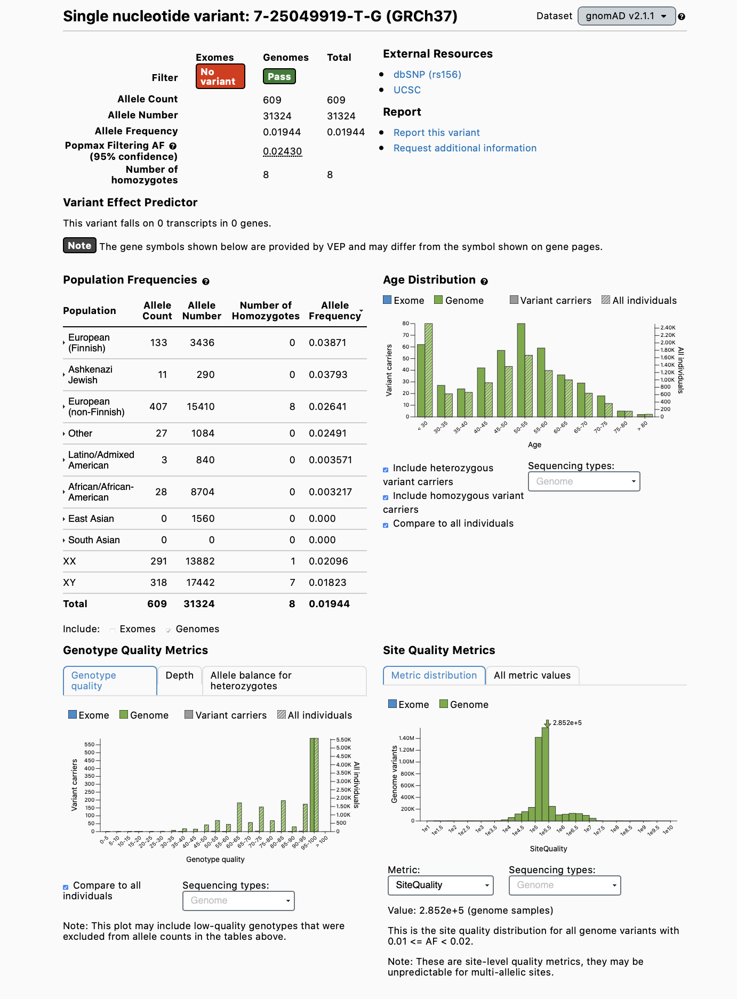 Single nucleotide variant: 7-25049919-T-G (GRCh37)
Dataset gnomAD v2.1.1
Exomes Genomes Total
Filter No variant Pass
Allele Count 609 609
Allele Number 31324 31324
Allele Frequency 0.01944 0.01944
Popmax Filtering AF ?
(95% confidence) 0.02430
Number of
homozygotes 8 8
External Resources
dbSNP (rs156)
UCSC
Report
Report this variant
Request additional information
Variant Effect Predictor
This variant falls on 0 transcripts in 0 genes.
Note The gene symbols shown below are provided by VEP and may differ from the symbol shown on gene pages.
Population Frequencies ?
Population Allele Count Allele Number Number of Homozygotes Allele Frequency
European (Finnish) 133 3436 0 0.03871
Ashkenazi Jewish 11 290 0 0.03793
European (non-Finnish) 407 15410 8 0.02641
Other 27 1084 0 0.02491
Latino/Admixed American 3 840 0 0.003571
African/African-American 28 8704 0 0.003217
East Asian 0 1560 0 0.000
South Asian 0 0 0 0.000
XX 291 13882 1 0.02096
XY 318 17442 7 0.01823
Total 609 31324 8 0.01944
Include: Exomes Genomes
Age Distribution ?
Exome Genome Variant carriers All individuals
80
70
60
50
40
30
20
10
0
Variant carriers
2.40K
2.20K
2.00K
1.80K
1.60K
1.40K
1.20K
1.00K
800
600
400
200
0
All individuals
< 30 30-35 35-40 40-45 45-50 50-55 55-60 60-65 65-70 70-75 75-80 > 80
Age
Include heterozygous
variant carriers
Include homozygous variant
carriers
Compare to all individuals
Sequencing types:
Genome
Genotype Quality Metrics
Genotype quality Depth Allele balance for heterozygotes
Exome Genome Variant carriers All individuals
550
500
450
400
350
300
250
200
150
100
50
0
Variant carriers
5.50K
5.00K
4.50K
4.00K
3.50K
3.00K
2.50K
2.00K
1.50K
1.00K
500
0
All individuals
0-5 5-10 10-15 15-20 20-25 25-30 30-35 35-40 40-45 45-50 50-55 55-60 60-65 65-70 70-75 75-80 80-85 85-90 90-95 95-100 > 100
Genotype quality
Compare to all
individuals
Sequencing types:
Genome
Note: This plot may include low-quality genotypes that were
excluded from allele counts in the tables above.
Site Quality Metrics
Metric distribution All metric values
Exome Genome
2.852e+5
1.40M
1.20M
1.00M
800K
600K
400K
200K
0
Genome variants
1e1 1e1.5 1e2 1e2.5 1e3 1e3.5 1e4 1e4.5 1e5 1e5.5 1e6 1e6.5 1e7 1e7.5 1e8 1e8.5 1e9 1e9.5 1e10
SiteQuality
Metric: Sequencing types:
SiteQuality Genome
Value: 2.852e+5 (genome samples)
This is the site quality distribution for all genome variants with
0.01 <= AF < 0.02.
Note: These are site-level quality metrics, they may be
unpredictable for multi-allelic sites.